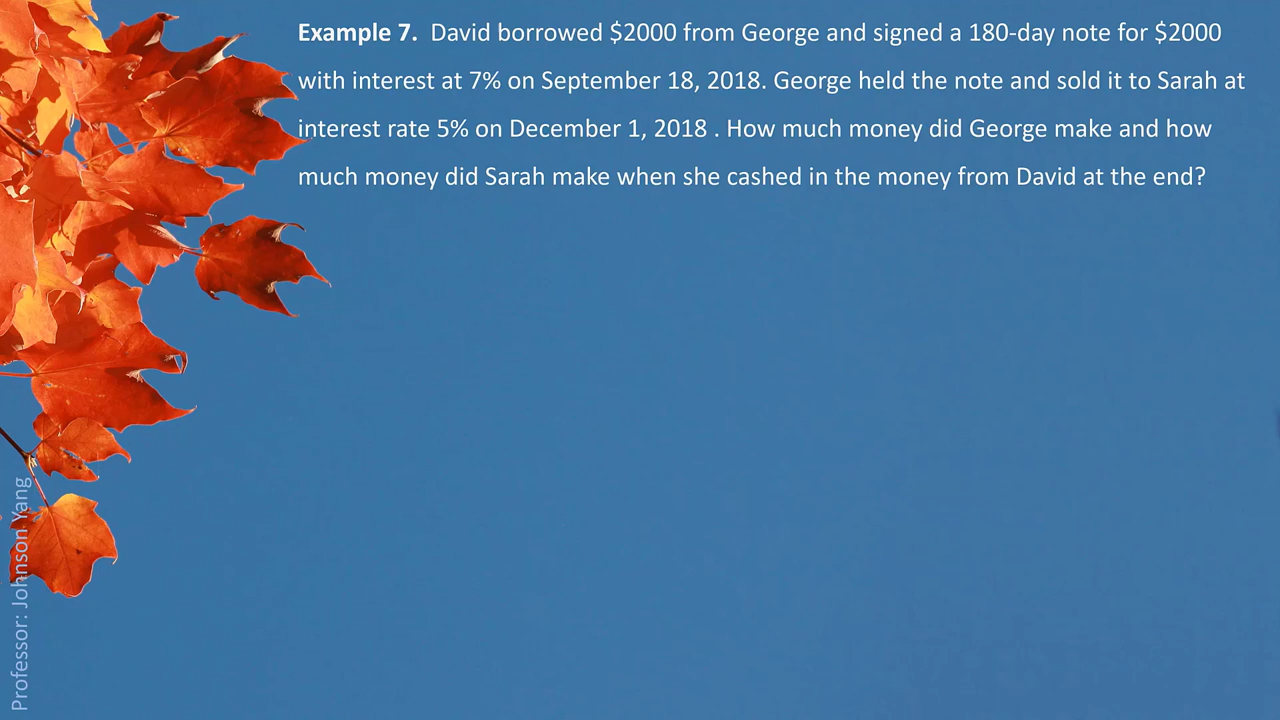 Example 7. David borrowed $2000 from George and signed a 180-day note for $2000
with interest at 7% on September 18, 2018. George held the note and sold it to Sarah at
interest rate 5% on December 1, 2018 . How much money did George make and how
much money did Sarah make when she cashed in the money from David at the end?
Professor: Johnson Yang